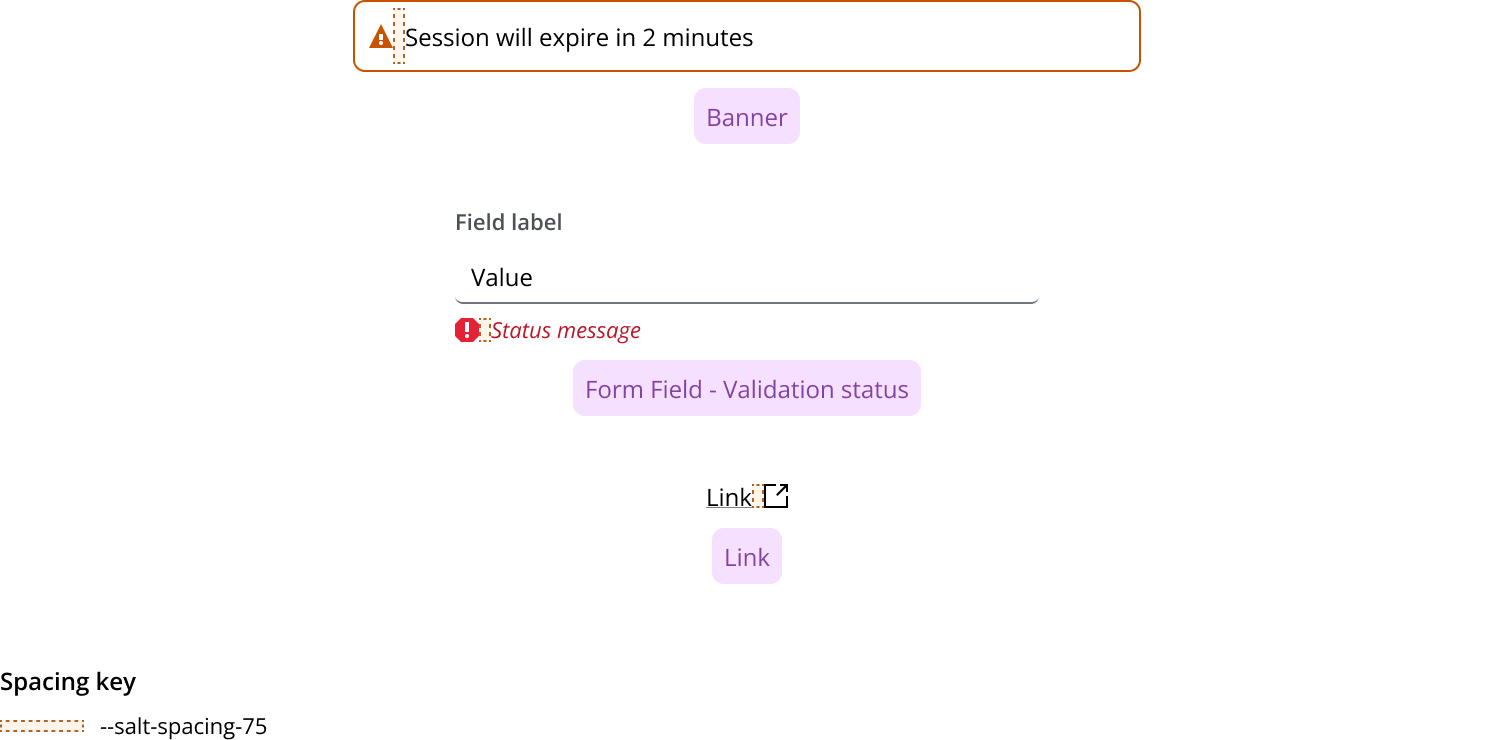 Session will expire in 2 minutes
Banner
Field label
Value
Status message
Form Field - Validation status
Link
Link
Spacing key
--salt-spacing-75